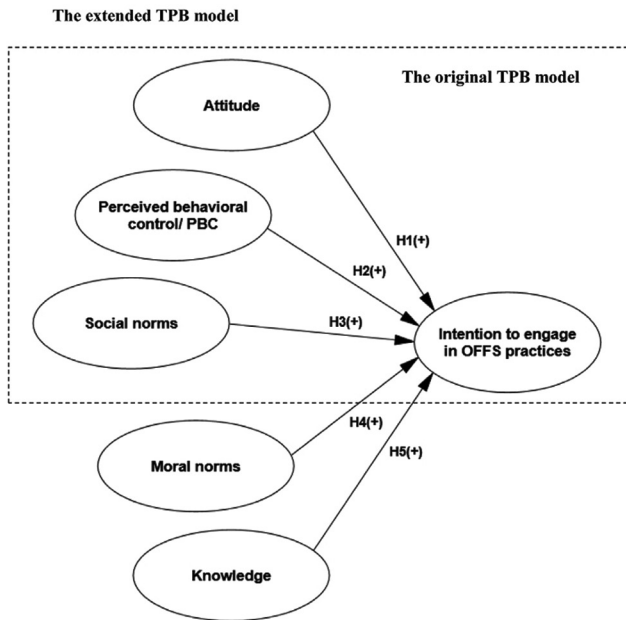 The extended TPB model
The original TPB model
Attitude
Perceived behavioral
control/ PBC
H1(+)
H2(+)
Social norms
H3(+)
Intention to engage
in OFFS practices
H4(+)
Moral norms
H5(+)
Knowledge